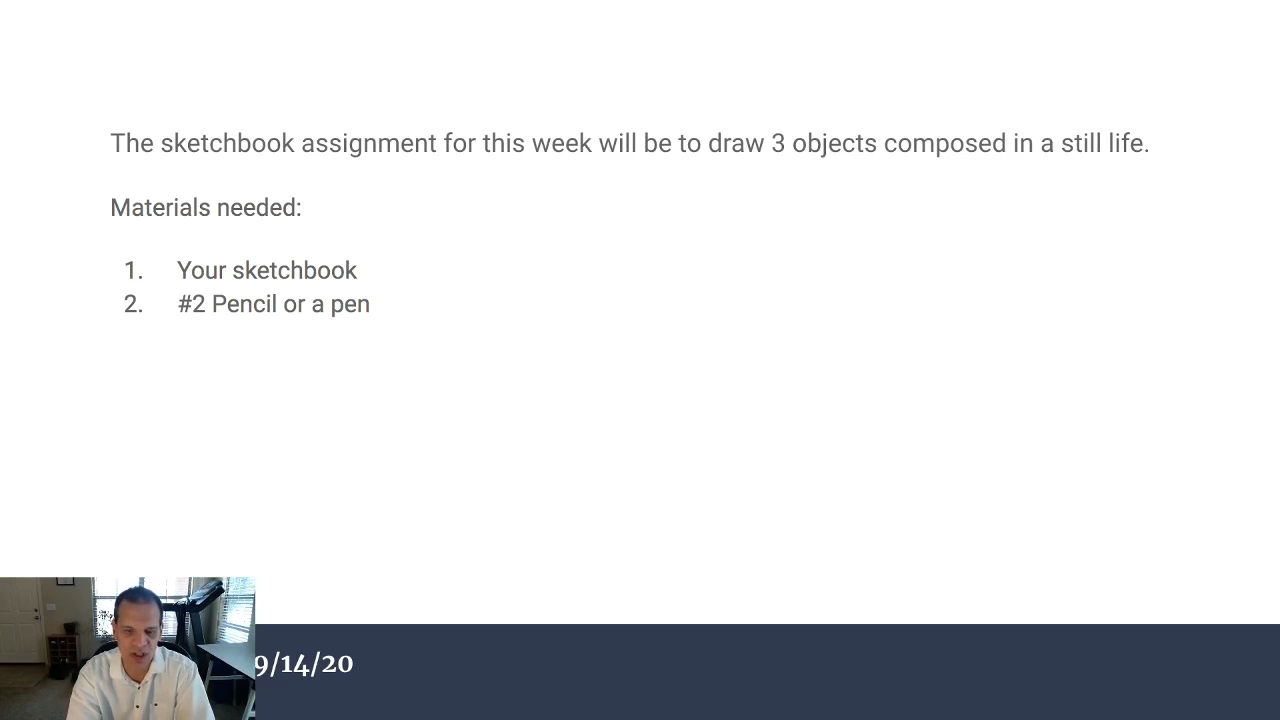 The sketchbook assignment for this week will be to draw 3 objects composed in a still life.
Materials needed:
1. Your sketchbook
2. #2 Pencil or a pen
9/14/20